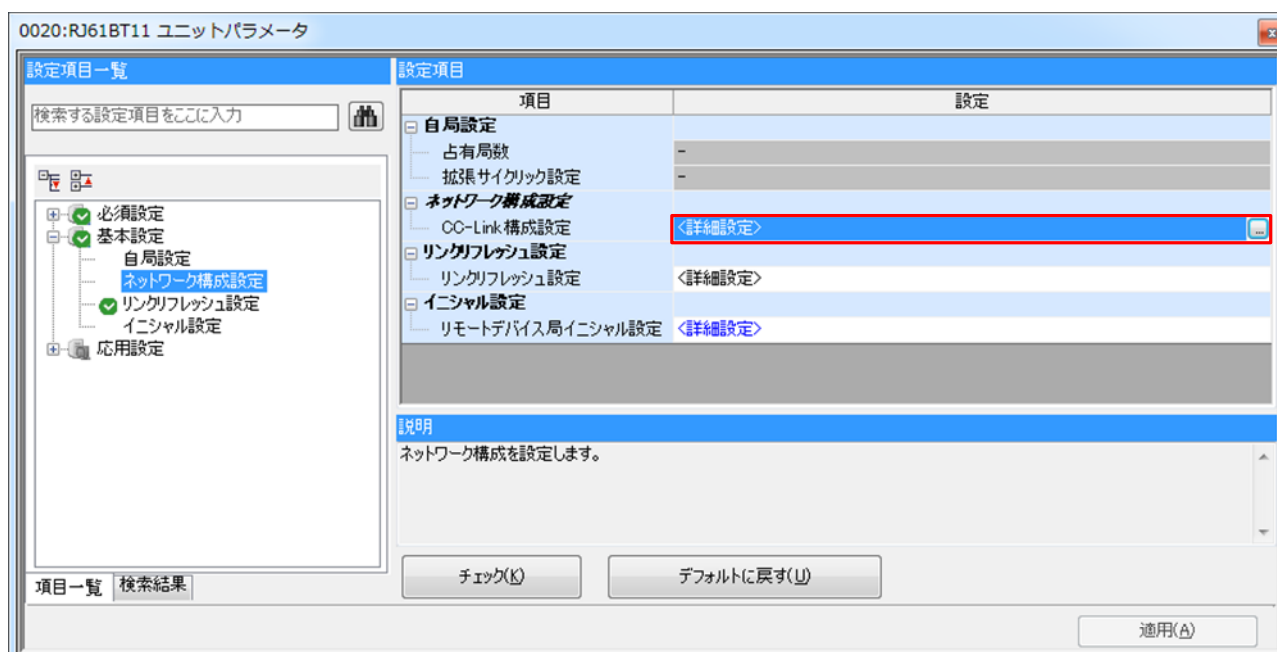 0020:RJ61BT11 ユニットパラメータ
設定項目一覧
検索する設定項目をここに入力
必須設定
基本設定
自局設定
ネットワーク構成設定
リンクリフレッシュ設定
イニシャル設定
応用設定
項目一覧 検索結果
設定項目
項目 設定
自局設定
占有局数 -
拡張サイクリック設定 -
ネットワーク構成設定
CC-Link構成設定 <詳細設定> ...
リンクリフレッシュ設定
リンクリフレッシュ設定 <詳細設定>
イニシャル設定
リモートデバイス局イニシャル設定 <詳細設定>
説明
ネットワーク構成を設定します。
チェック(K) デフォルトに戻す(U)
適用(A)